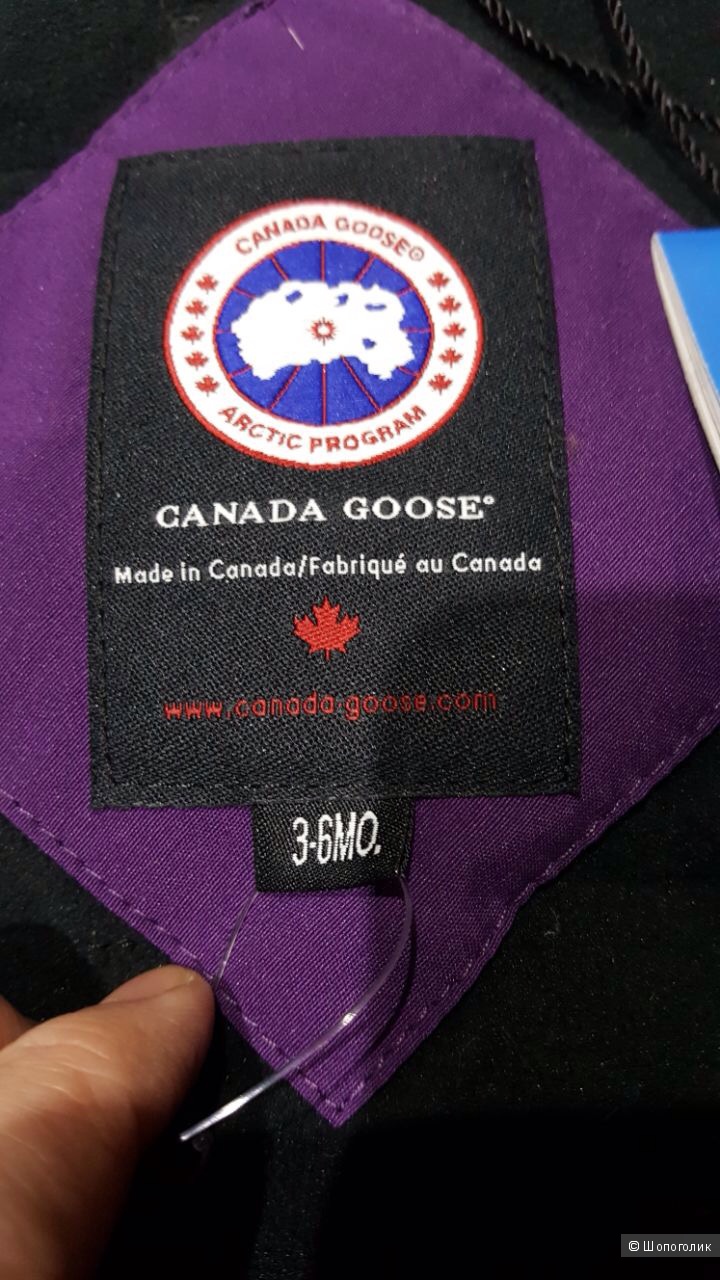 CANADA GOOSE®
ARCTIC PROGRAM
CANADA GOOSE®
Made in Canada/Fabriqué au Canada
www.canada-goose.com
3-6MO.
© Шопоголик